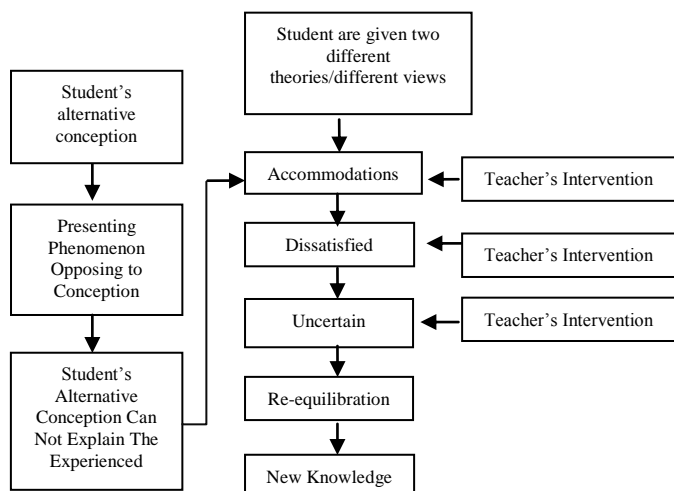 Student are given two
different
theories/different views
Student’s
alternative
conception
Accommodations
Teacher’s Intervention
Presenting
Phenomenon
Opposing to
Conception
Dissatisfied
Teacher’s Intervention
Uncertain
Teacher’s Intervention
Student’s
Alternative
Conception Can
Not Explain The
Experienced
Re-equilibration
New Knowledge